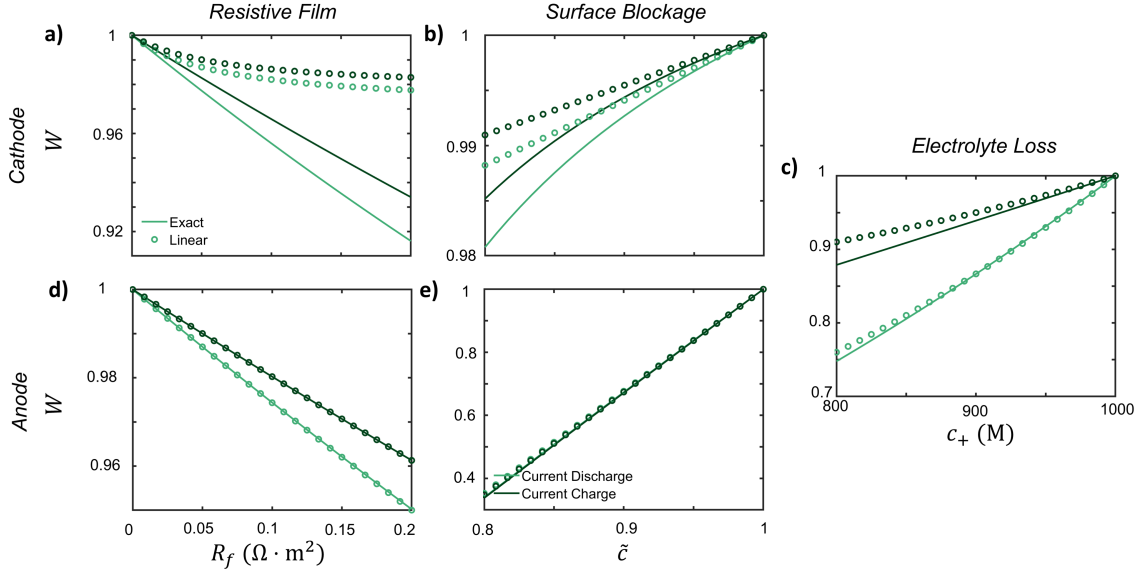 Resistive Film
Surface Blockage
Electrolyte Loss
Cathode
Anode
a)
W
1
0.96
0.92
Exact
Linear
b)
1
0.99
0.98
c)
1
0.9
0.8
0.7
800
900
1000
c₊ (M)
d)
W
1
0.98
0.96
0
0.05
0.1
0.15
0.2
R_f (Ω · m²)
e)
1
0.8
0.6
0.4
Current Discharge
Current Charge
0.8
0.9
1
c̃